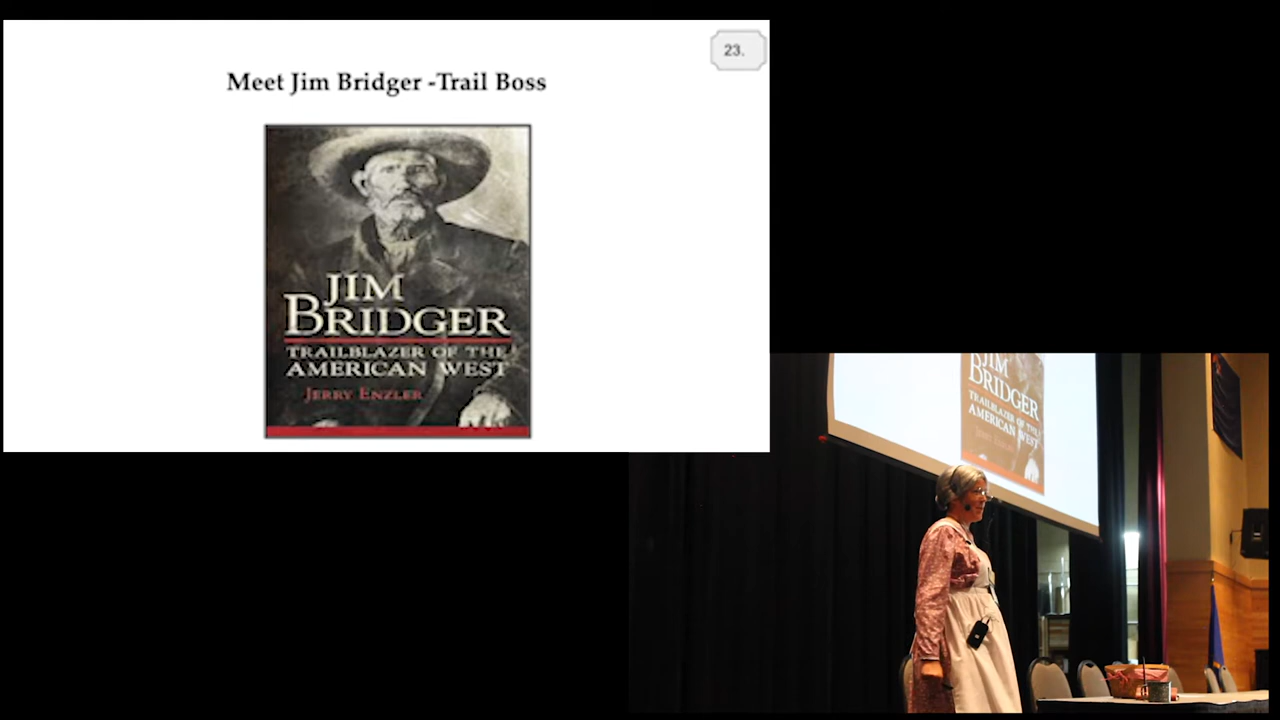 23.
Meet Jim Bridger -Trail Boss
JIM
BRIDGER
TRAILBLAZER OF THE
AMERICAN WEST
JERRY ENZLER
JIM
BRIDGER
TRAILBLAZER OF THE
AMERICAN WEST